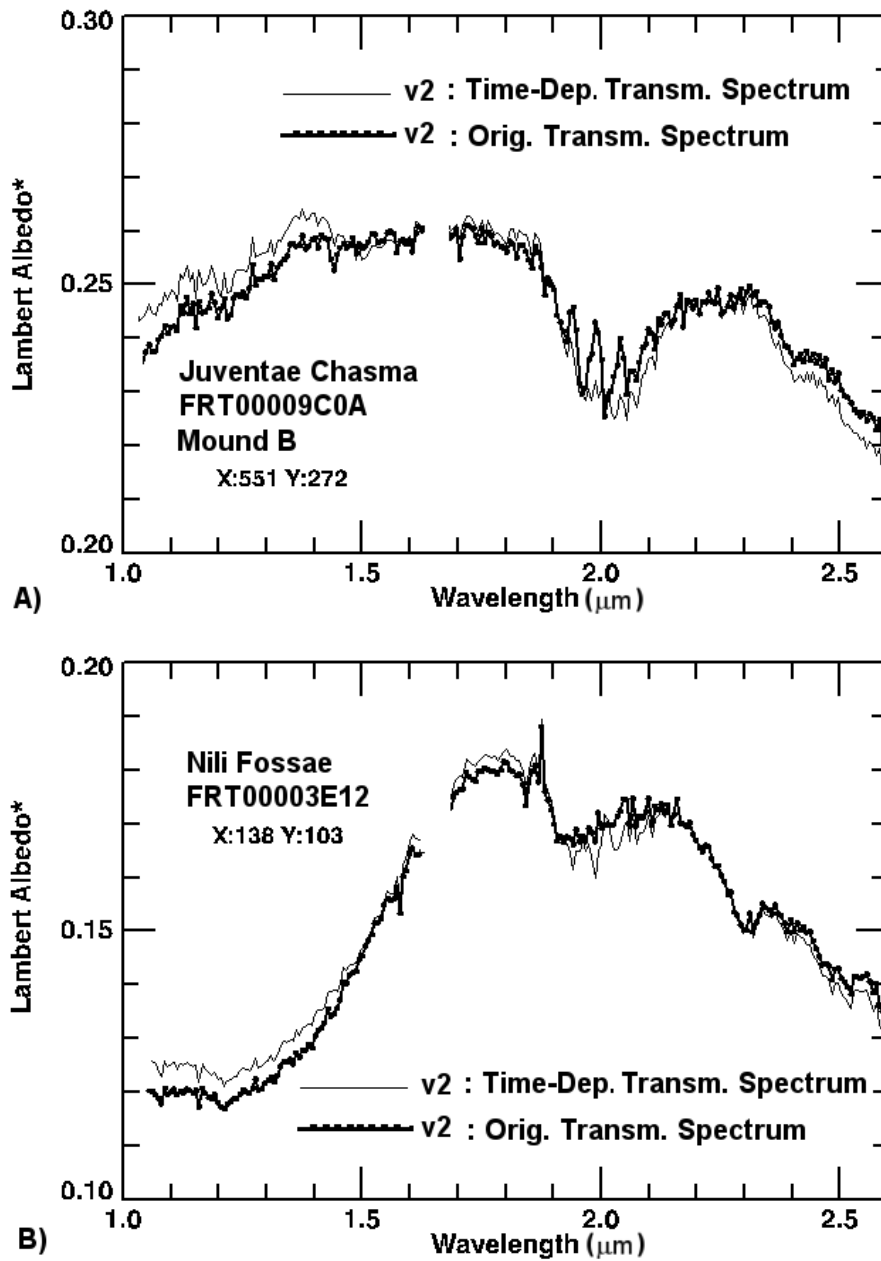 0.30
v2 : Time-Dep. Transm. Spectrum
v2 : Orig. Transm. Spectrum
Lambert Albedo*
0.25
Juventae Chasma
FRT00009C0A
Mound B
X:551 Y:272
0.20
1.0 1.5 2.0 2.5
A)
Wavelength (μm)
0.20
Nili Fossae
FRT00003E12
X:138 Y:103
Lambert Albedo*
0.15
v2 : Time-Dep. Transm. Spectrum
v2 : Orig. Transm. Spectrum
0.10
1.0 1.5 2.0 2.5
B)
Wavelength (μm)